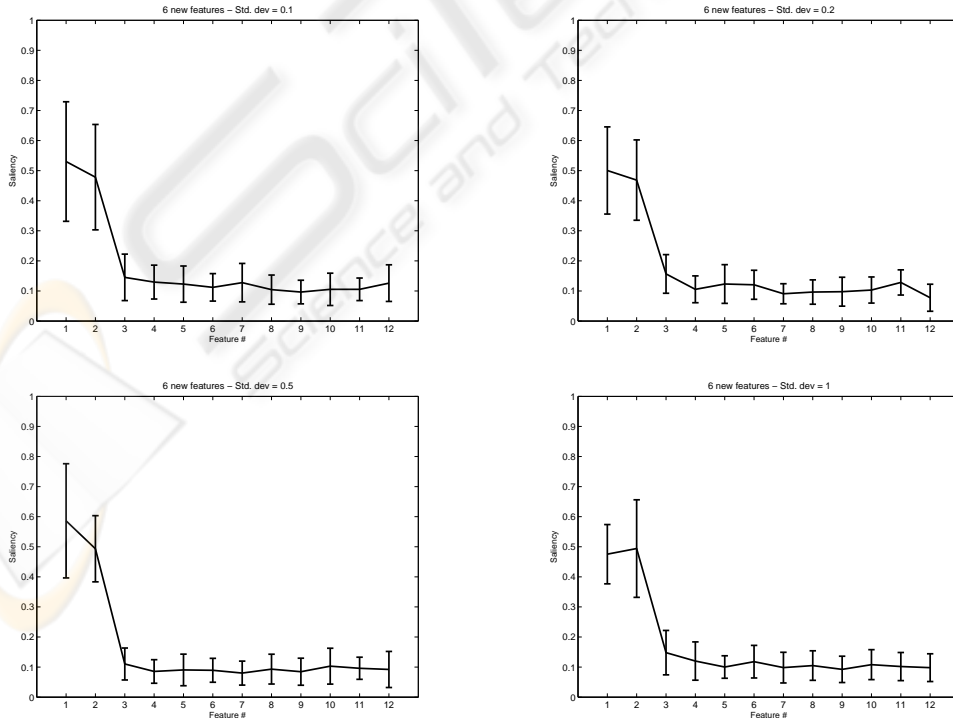 6 new features – Std. dev = 0.1
1
0.9
0.8
0.7
0.6
0.5
0.4
0.3
0.2
0.1
0
Saliency
1 2 3 4 5 6 7 8 9 10 11 12
Feature #
6 new features – Std. dev = 0.2
1
0.9
0.8
0.7
0.6
0.5
0.4
0.3
0.2
0.1
0
Saliency
1 2 3 4 5 6 7 8 9 10 11 12
Feature #
6 new features – Std. dev = 0.5
1
0.9
0.8
0.7
0.6
0.5
0.4
0.3
0.2
0.1
0
Saliency
1 2 3 4 5 6 7 8 9 10 11 12
Feature #
6 new features – Std. dev = 1
1
0.9
0.8
0.7
0.6
0.5
0.4
0.3
0.2
0.1
0
Saliency
1 2 3 4 5 6 7 8 9 10 11 12
Feature #
Science and